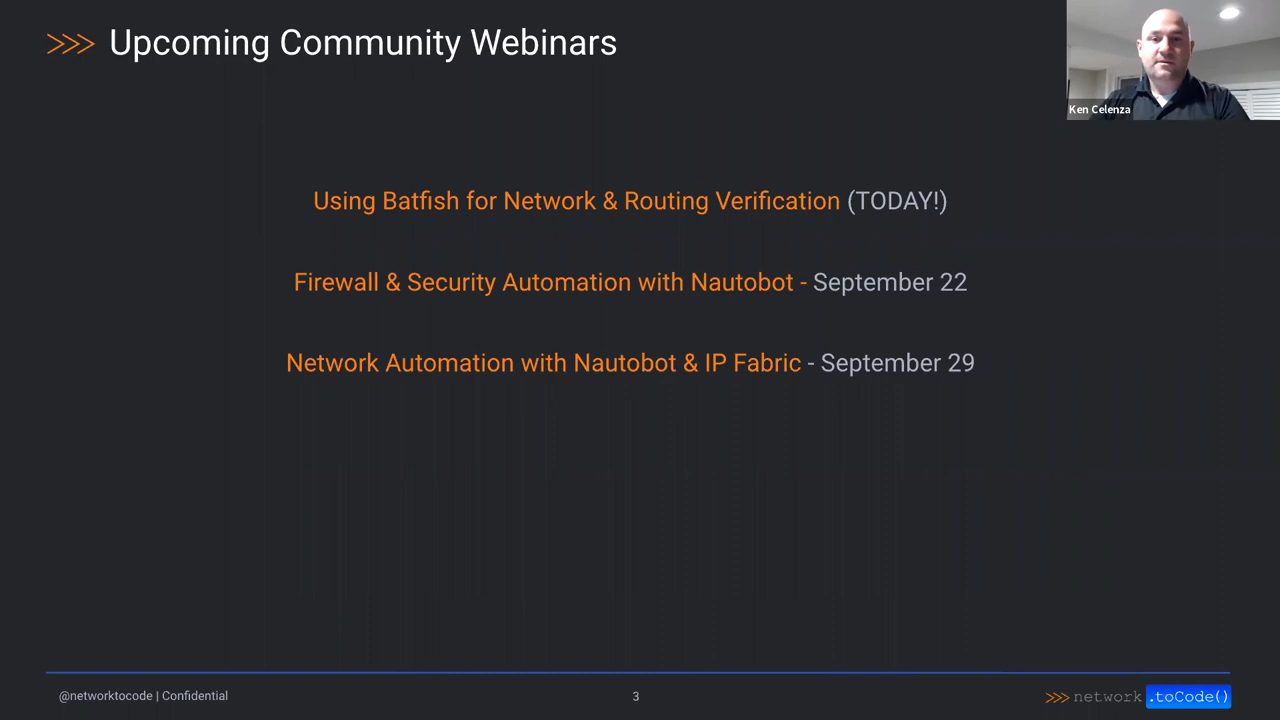 >>> Upcoming Community Webinars
Ken Celenza
Using Batfish for Network & Routing Verification (TODAY!)
Firewall & Security Automation with Nautobot - September 22
Network Automation with Nautobot & IP Fabric - September 29
@networktocode | Confidential
3
>>> network .toCode()